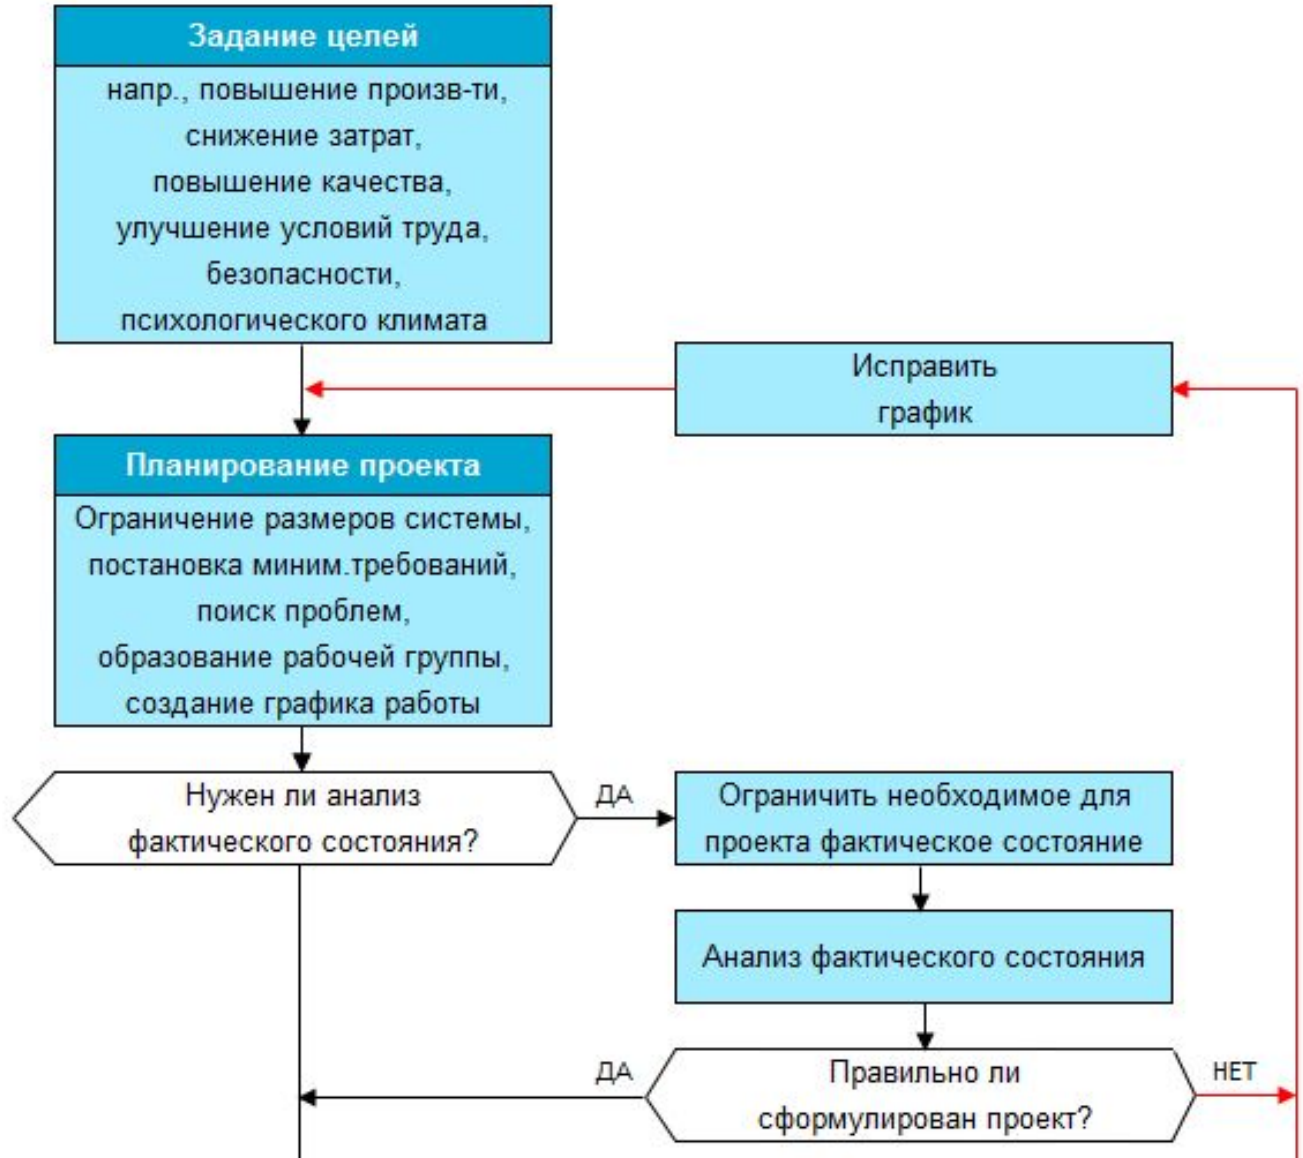 Задание целей
напр., повышение произв-ти,
снижение затрат,
повышение качества,
улучшение условий труда,
безопасности,
психологического климата
Исправить
график
Планирование проекта
Ограничение размеров системы,
постановка миним.требований,
поиск проблем,
образование рабочей группы,
создание графика работы
Нужен ли анализ
фактического состояния?
ДА
Ограничить необходимое для
проекта фактическое состояние
Анализ фактического состояния
ДА
Правильно ли
сформулирован проект?
НЕТ